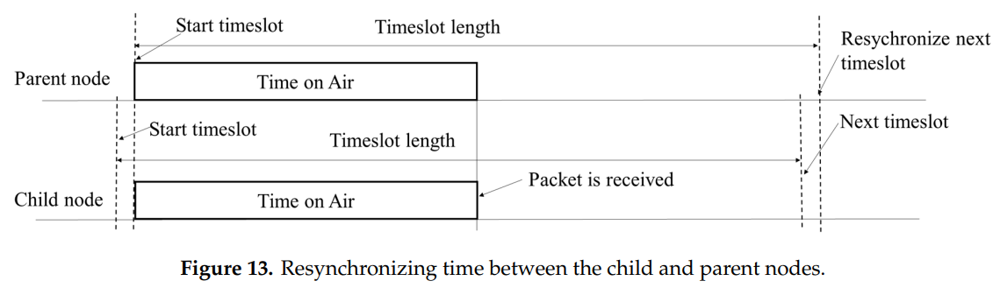 Start timeslot
Timeslot length
Resychronize next
timeslot
Parent node
Time on Air
Start timeslot
Timeslot length
Next timeslot
Packet is received
Child node
Time on Air
Figure 13. Resynchronizing time between the child and parent nodes.